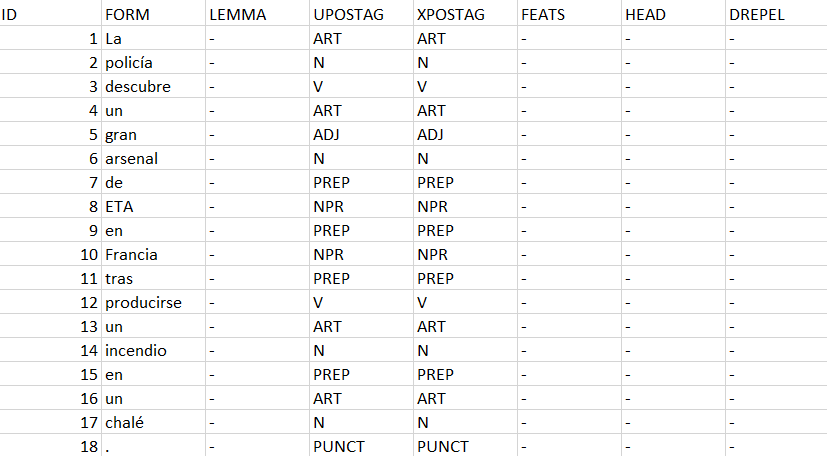 ID FORM LEMMA UPOSTAG XPOSTAG FEATS HEAD DREPEL
1 La - ART ART - - -
2 policía - N N - - -
3 descubre - V V - - -
4 un - ART ART - - -
5 gran - ADJ ADJ - - -
6 arsenal - N N - - -
7 de - PREP PREP - - -
8 ETA - NPR NPR - - -
9 en - PREP PREP - - -
10 Francia - NPR NPR - - -
11 tras - PREP PREP - - -
12 producirse - V V - - -
13 un - ART ART - - -
14 incendio - N N - - -
15 en - PREP PREP - - -
16 un - ART ART - - -
17 chalé - N N - - -
18 . - PUNCT PUNCT - - -